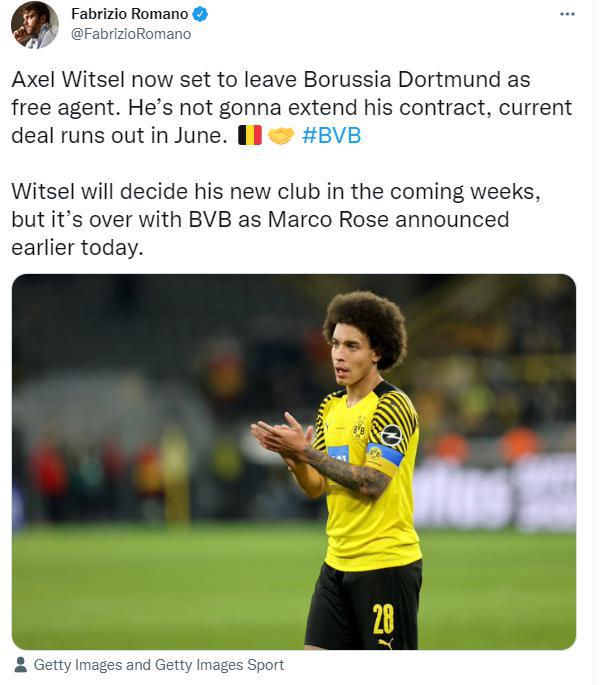 Fabrizio Romano
@FabrizioRomano
Axel Witsel now set to leave Borussia Dortmund as
free agent. He’s not gonna extend his contract, current
deal runs out in June. 🇧🇪 🤝 #BVB
Witsel will decide his new club in the coming weeks,
but it’s over with BVB as Marco Rose announced
earlier today.
BVB
28
Getty Images and Getty Images Sport